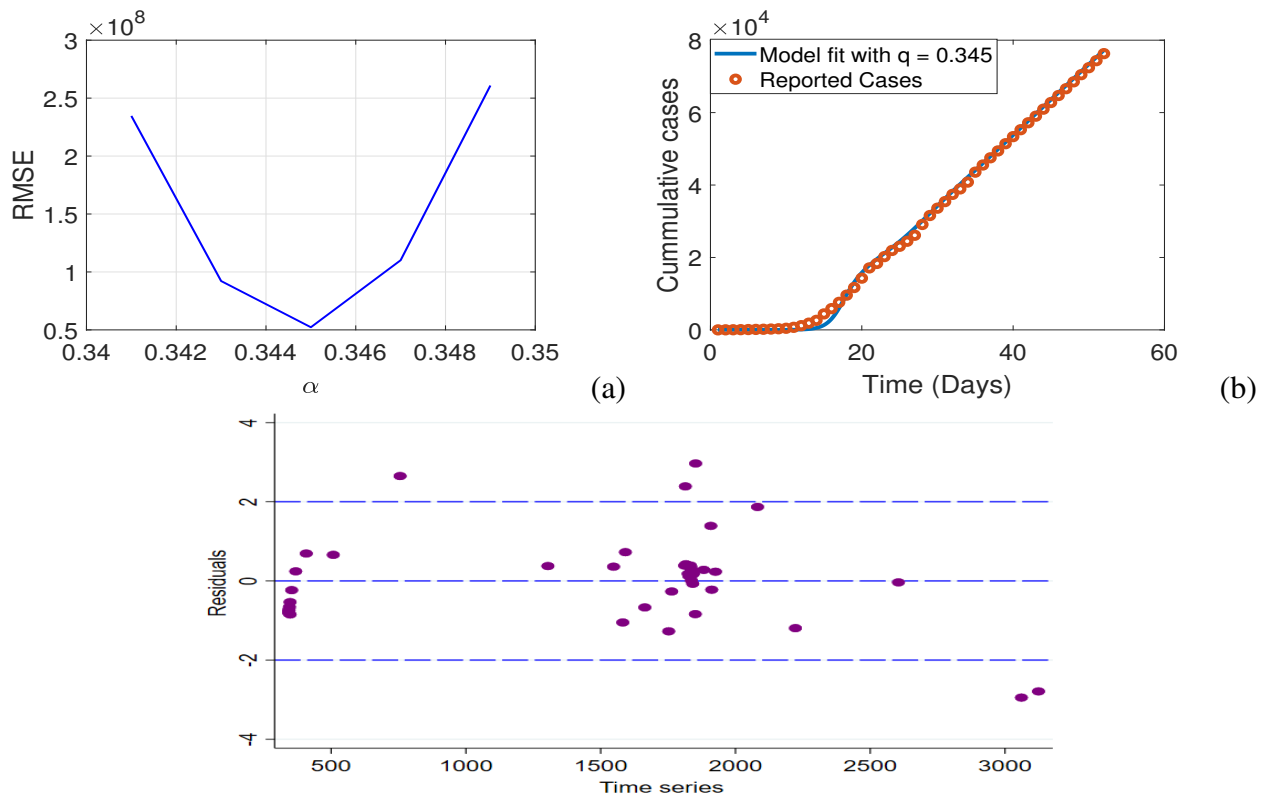 ×10^8
3
2.5
2
1.5
1
0.5
0.34 0.342 0.344 0.346 0.348 0.35
RMSE
α
(a)
×10^4
8
6
4
2
0
0 20 40 60
Cummulative cases
Time (Days)
Model fit with q = 0.345
Reported Cases
(b)
4
2
0
-2
-4
Residuals
500 1000 1500 2000 2500 3000
Time series